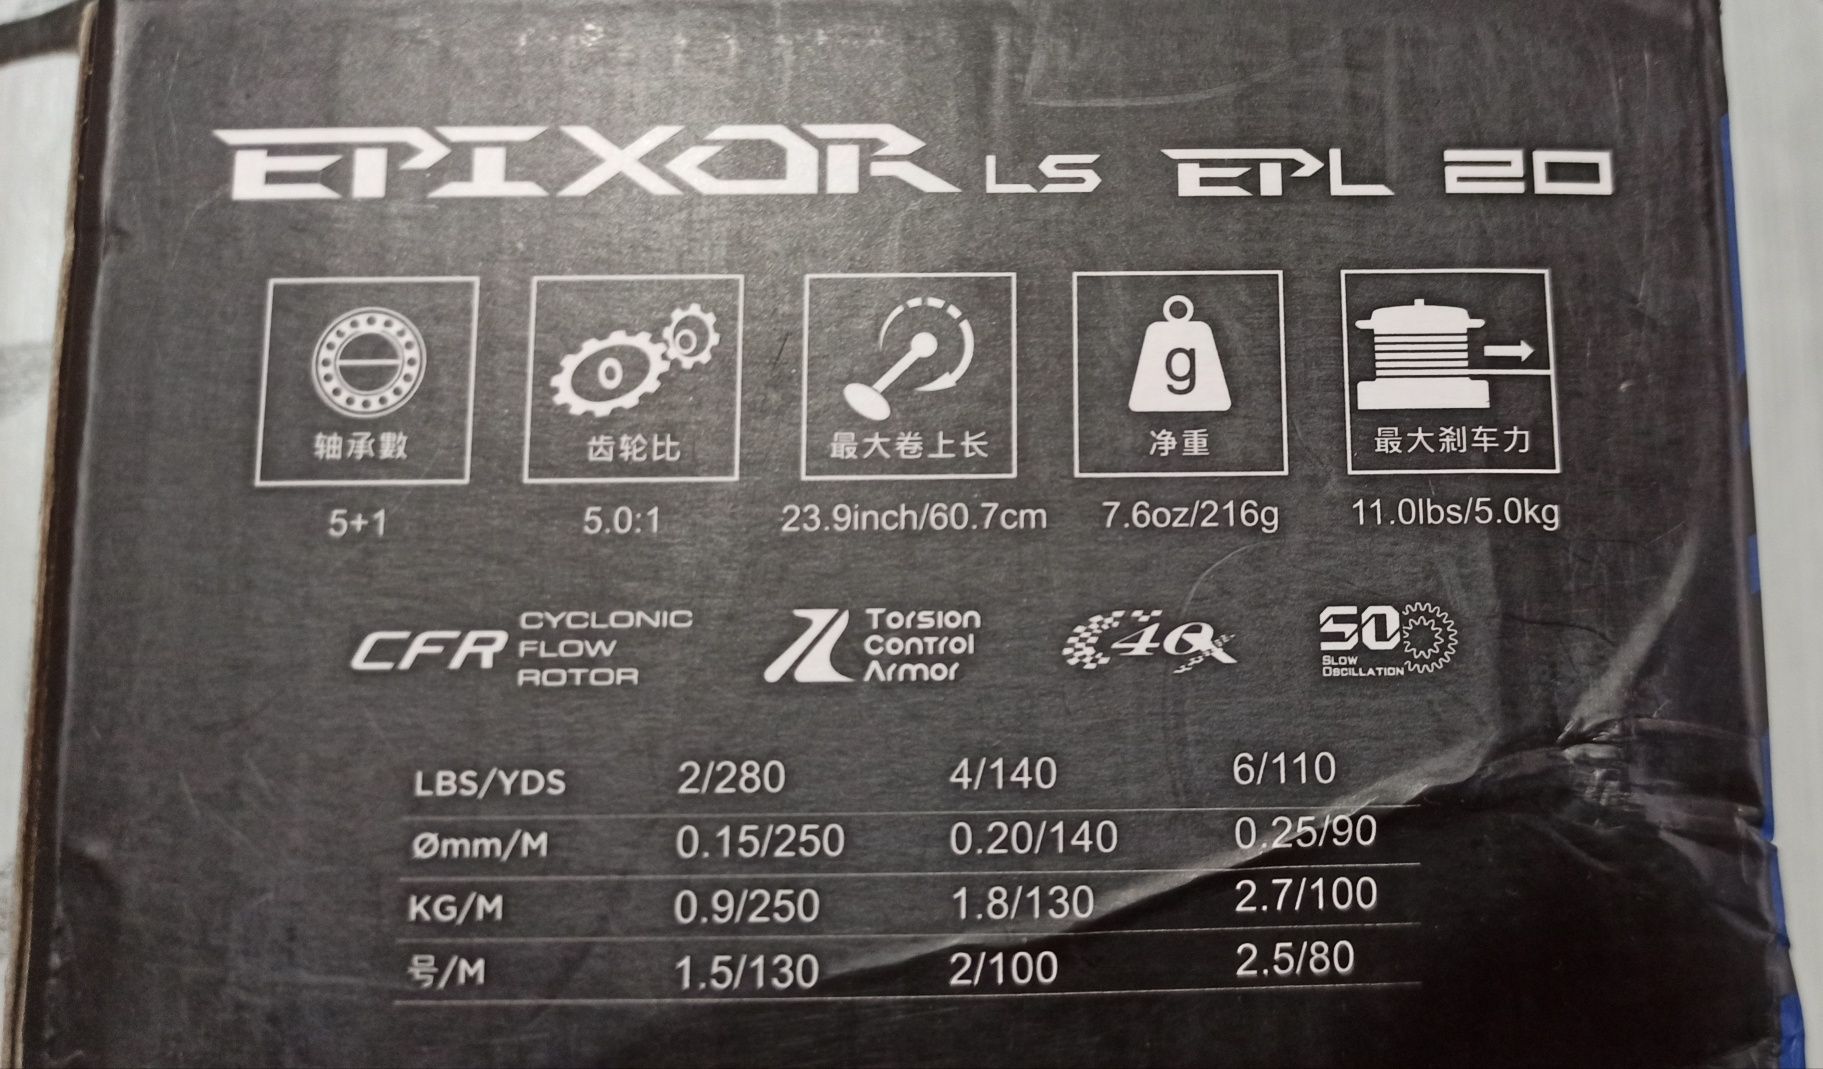 EPIXOR LS EPL 20
g
轴承數 齿轮比 最大卷上长 净重 最大刹车力
5+1 5.0:1 23.9inch/60.7cm 7.6oz/216g 11.0lbs/5.0kg
CFR CYCLONIC FLOW ROTOR
Torsion Control Armor
4Q
SO SLOW OSCILLATION
LBS/YDS 2/280 4/140 6/110
Ømm/M 0.15/250 0.20/140 0.25/90
KG/M 0.9/250 1.8/130 2.7/100
号/M 1.5/130 2/100 2.5/80